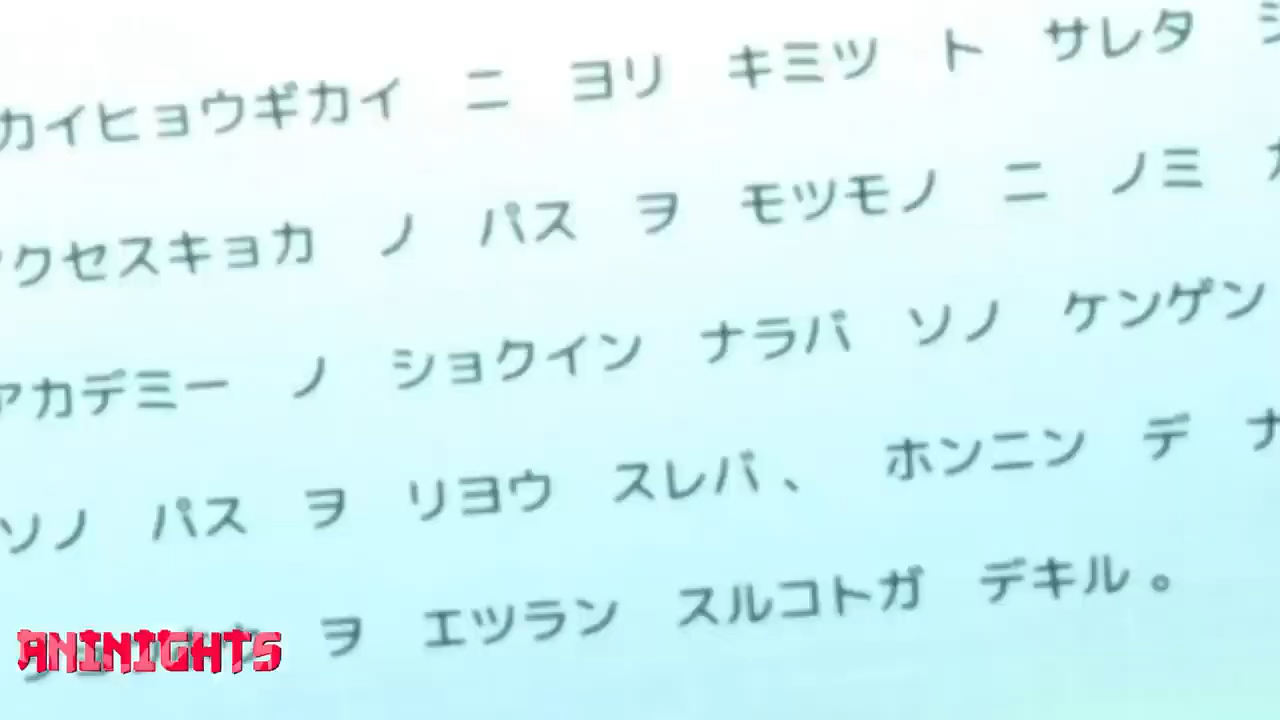 カイヒョウギカイ ニ ヨリ キミツ ト サレタ
クセスキョカ ノ パス ヲ モツモノ ニ ノミ
アカデミー ノ ショクイン ナラバ ソノ ケンゲン
ソノ パス ヲ リヨウ スレバ、 ホンニン デ ナ
ヲ エツラン スルコトガ デキル。
ANINIGHTS